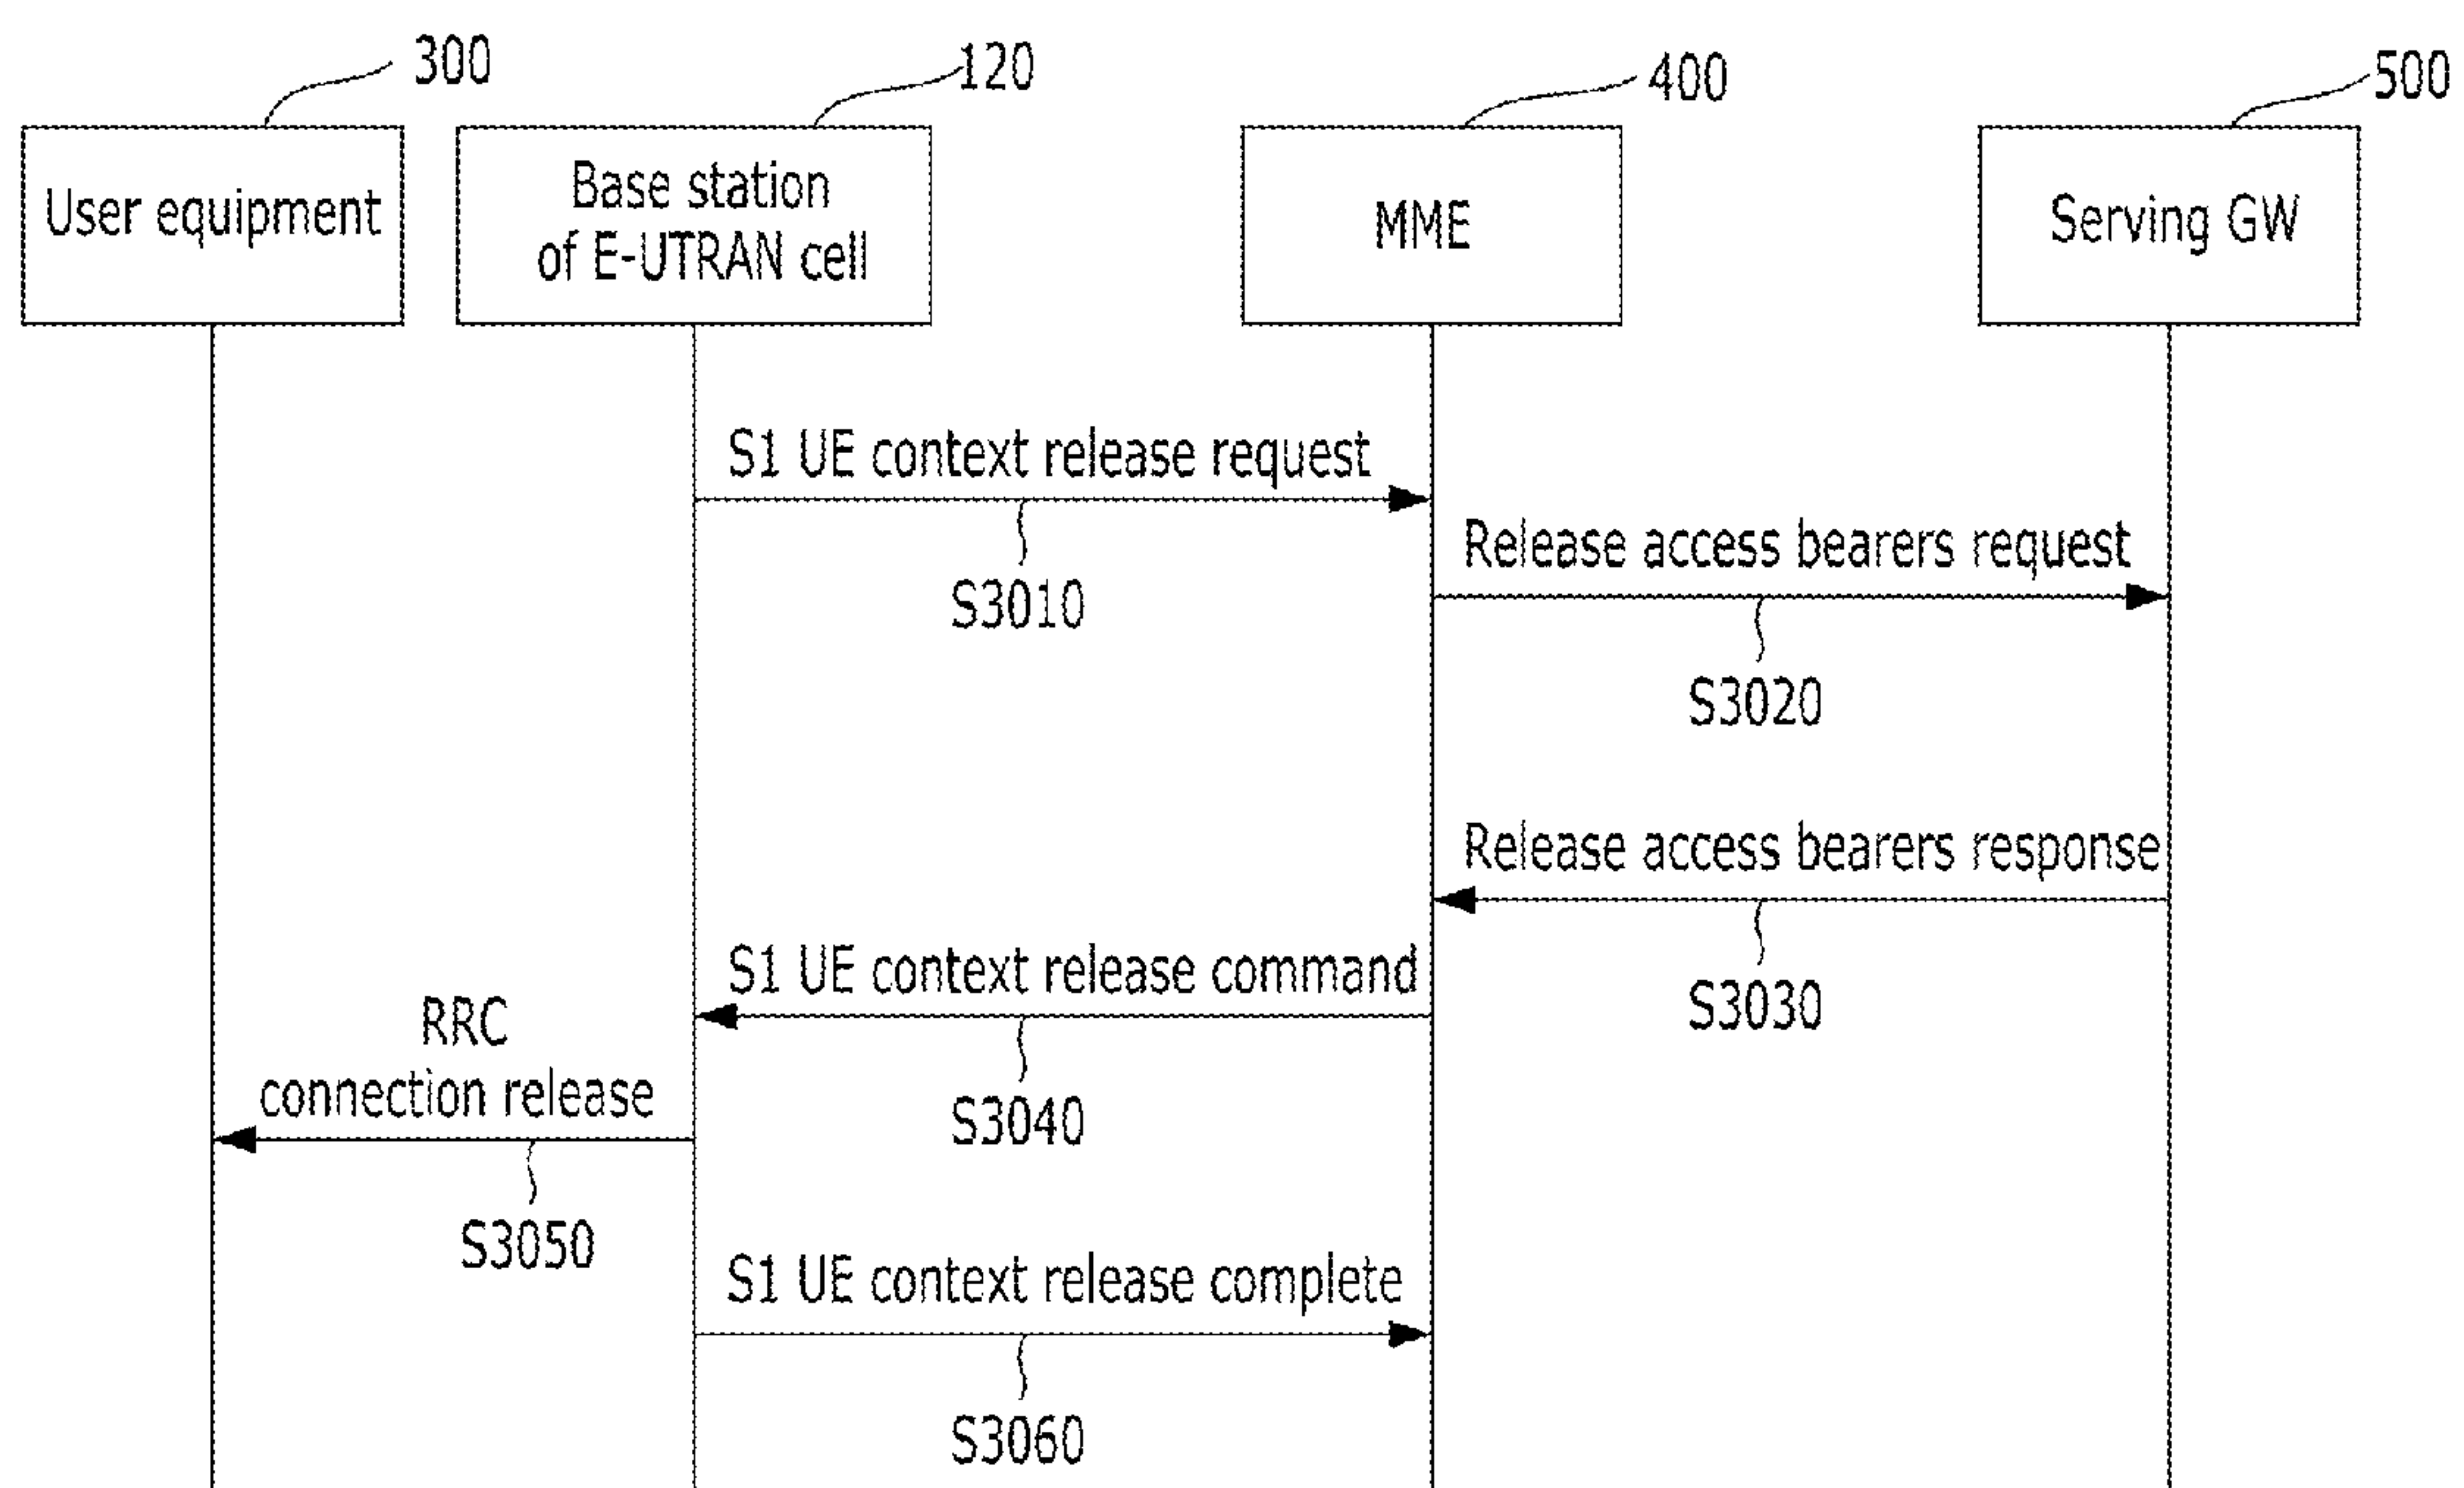 300
120
400
500
User equipment
Base station
of E-UTRAN cell
MME
Serving GW
S1 UE context release request
S3010
Release access bearers request
S3020
Release access bearers response
S3030
S1 UE context release command
S3040
RRC
connection release
S3050
S1 UE context release complete
S3060